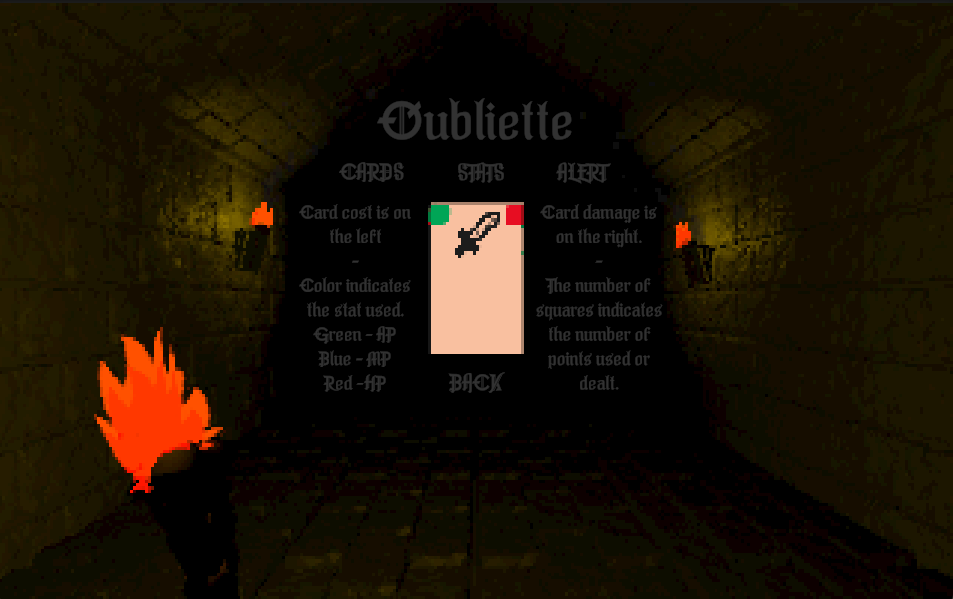 Oubliette
CARDS STATS ALERT
Card cost is on
the left
-
Color indicates
the stat used.
Green - AP
Blue - MP
Red -HP
Card damage is
on the right.
-
The number of
squares indicates
the number of
points used or
dealt.
BACK